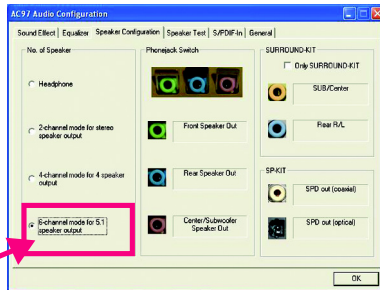 AC97 Audio Configuration
Sound Effect
Equalizer
Speaker Configuration
Speaker Test
S/PDIF-In
General
No. of Speaker
Headphone
2-channel mode for stereo
speaker output
4-channel mode for 4 speaker
output
6-channel mode for 5.1
speaker output
Phonejack Switch
Front Speaker Out
Rear Speaker Out
Center/Subwoofer
Speaker Out
SURROUND-KIT
Only SURROUND-KIT
SUB/Center
Rear R/L
SP-KIT
SPD out (coaxial)
SPD out (optical)
OK